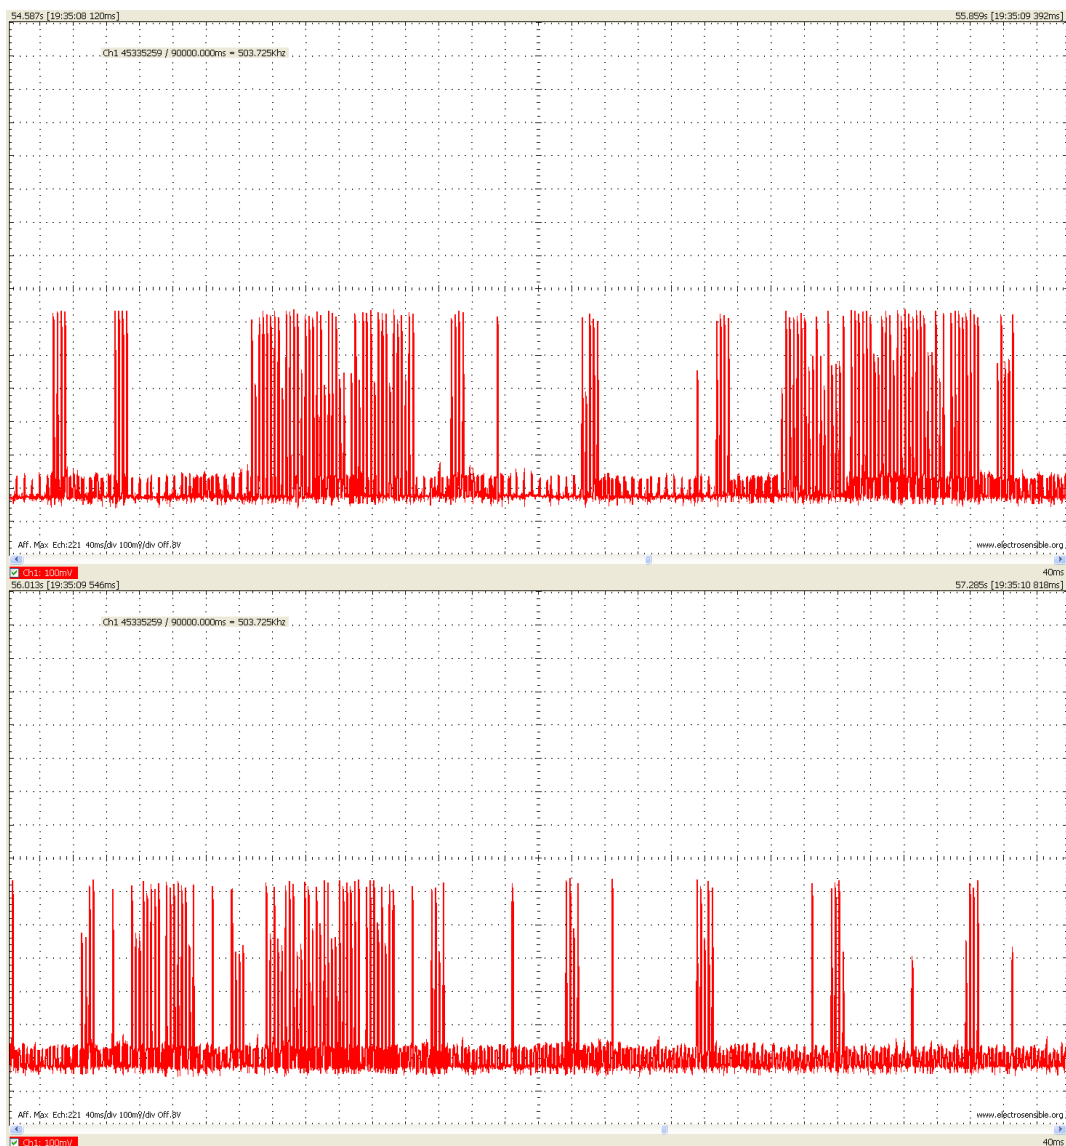 54.587s [19:35:08 120ms] 55.859s [19:35:09 392ms]
Ch1 45335259 / 90000.000ms = 503.725Khz
Aff. Max Ech:221 40ms/div 100mV/div Off.8V www.electrosensible.org
Ch1: 100mV 40ms
56.013s [19:35:09 546ms] 57.285s [19:35:10 818ms]
Ch1 45335259 / 90000.000ms = 503.725Khz
Aff. Max Ech:221 40ms/div 100mV/div Off.8V www.electrosensible.org
Ch1: 100mV 40ms